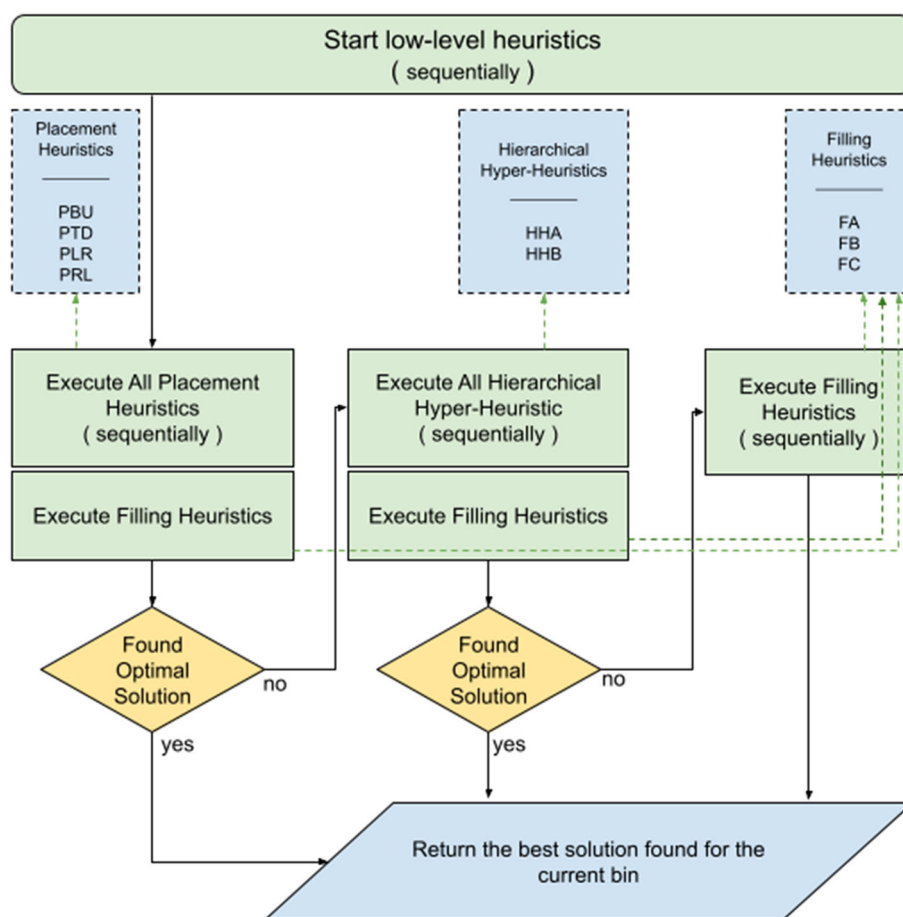 Start low-level heuristics
( sequentially )
Placement
Heuristics
PBU
PTD
PLR
PRL
Hierarchical
Hyper-Heuristics
HHA
HHB
Filling
Heuristics
FA
FB
FC
Execute All Placement
Heuristics
( sequentially )
Execute Filling Heuristics
Execute All Hierarchical
Hyper-Heuristic
( sequentially )
Execute Filling Heuristics
Execute Filling
Heuristics
( sequentially )
Found
Optimal
Solution
no
yes
Found
Optimal
Solution
no
yes
Return the best solution found for the
current bin